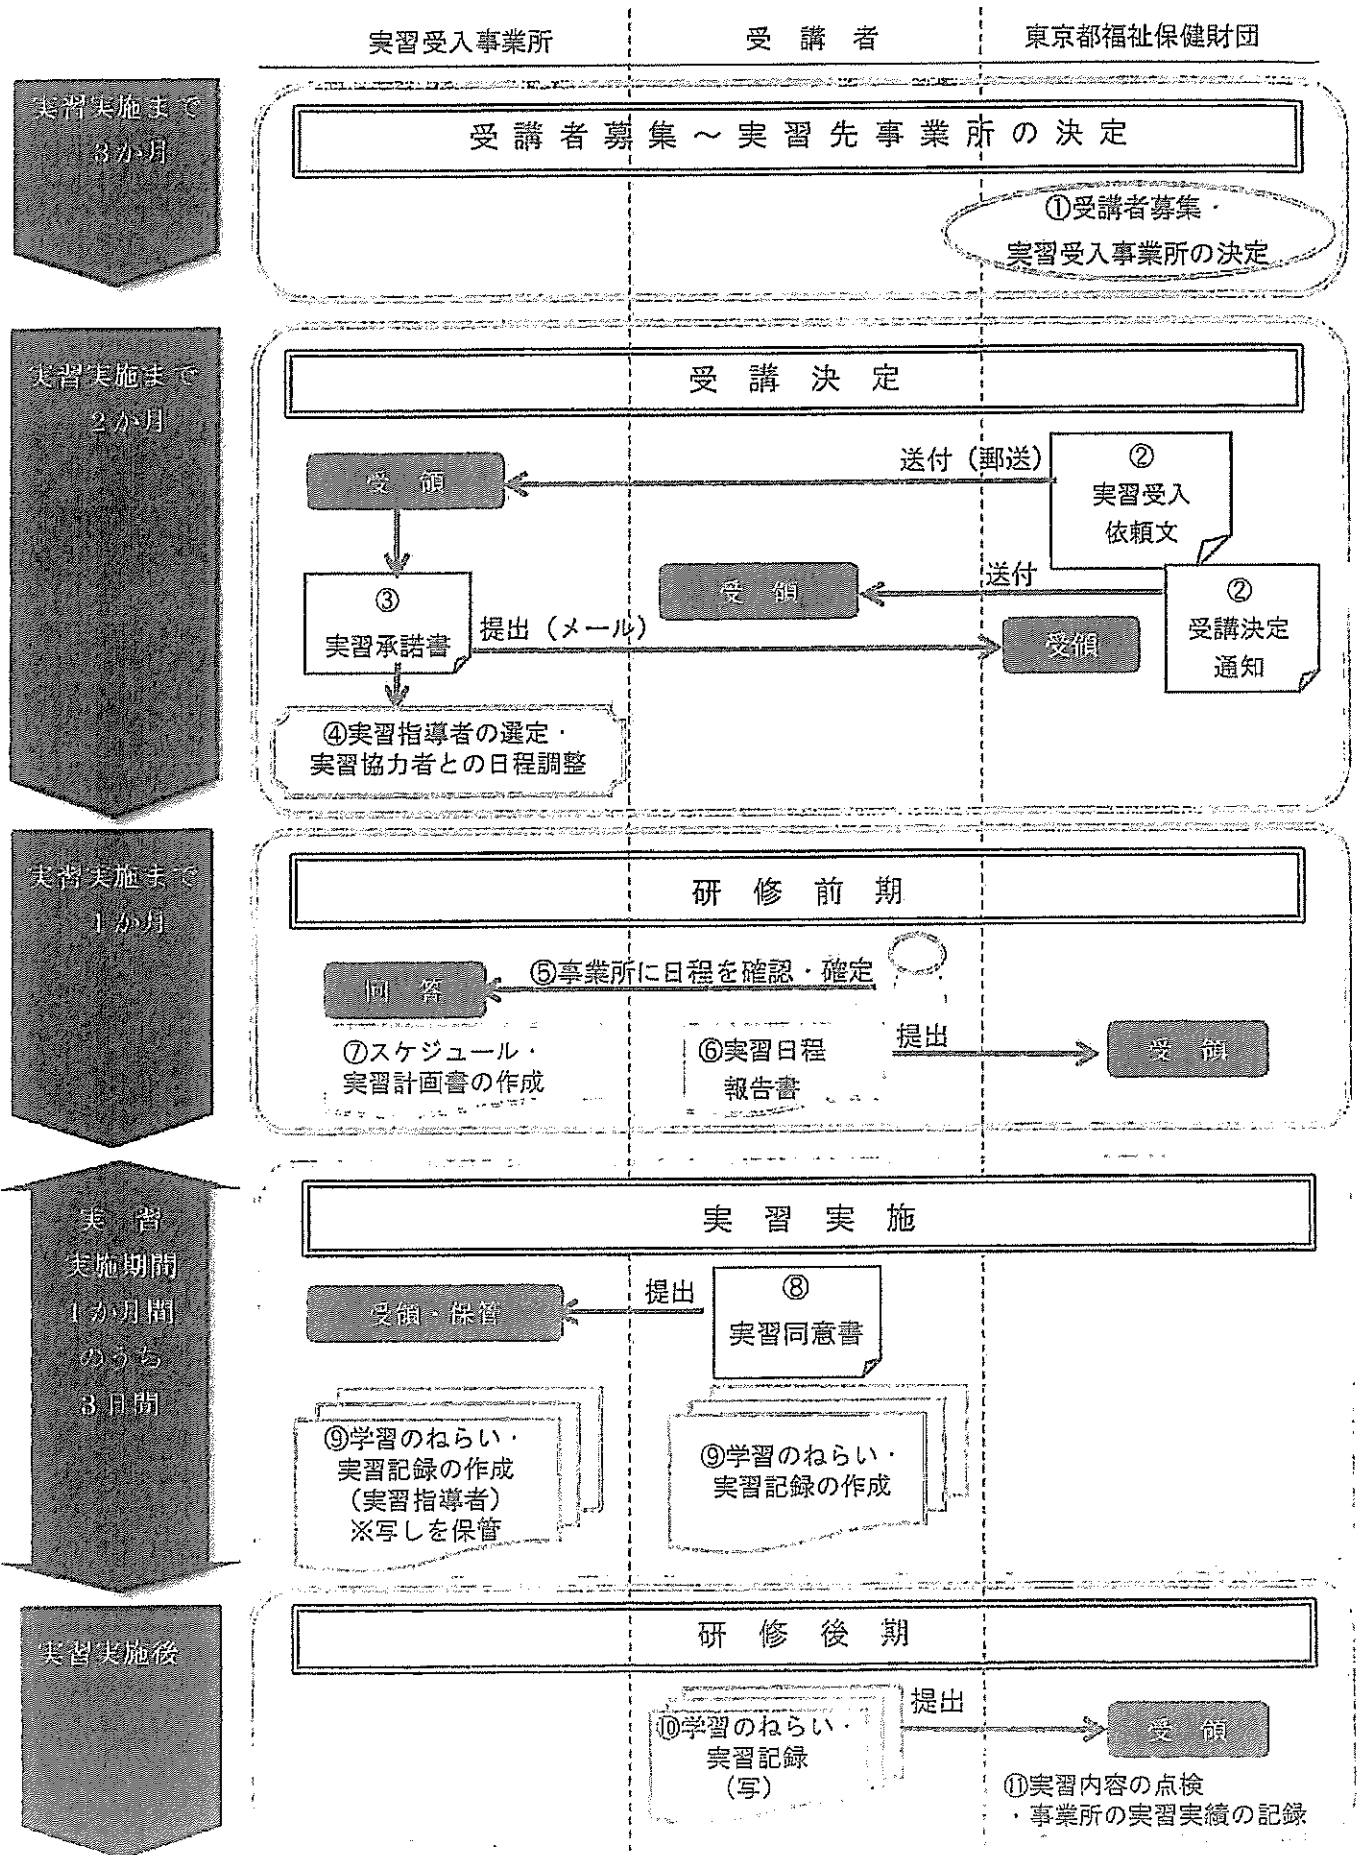 実習受入事業所
受講者
東京都福祉保健財団
実習実施まで
3か月
受講者募集～実習先事業所の決定
①受講者募集・
実習受入事業所の決定
実習実施まで
2か月
受講決定
送付（郵送）
②
実習受入
依頼文
受領
送付
受領
②
受講決定
通知
③
実習承諾書
提出（メール）
受領
④実習指導者の選定・
実習協力者との日程調整
実習実施まで
1か月
研修前期
⑤事業所に日程を確認・確定
回答
⑦スケジュール・
実習計画書の作成
⑥実習日程
報告書
提出
受領
実習
実施期間
1か月間
のうち
3日間
実習実施
受領・保管
提出
⑧
実習同意書
⑨学習のねらい・
実習記録の作成
（実習指導者）
※写しを保管
⑨学習のねらい・
実習記録の作成
実習実施後
研修後期
⑩学習のねらい・
実習記録
（写）
提出
受領
⑪実習内容の点検
・事業所の実習実績の記録